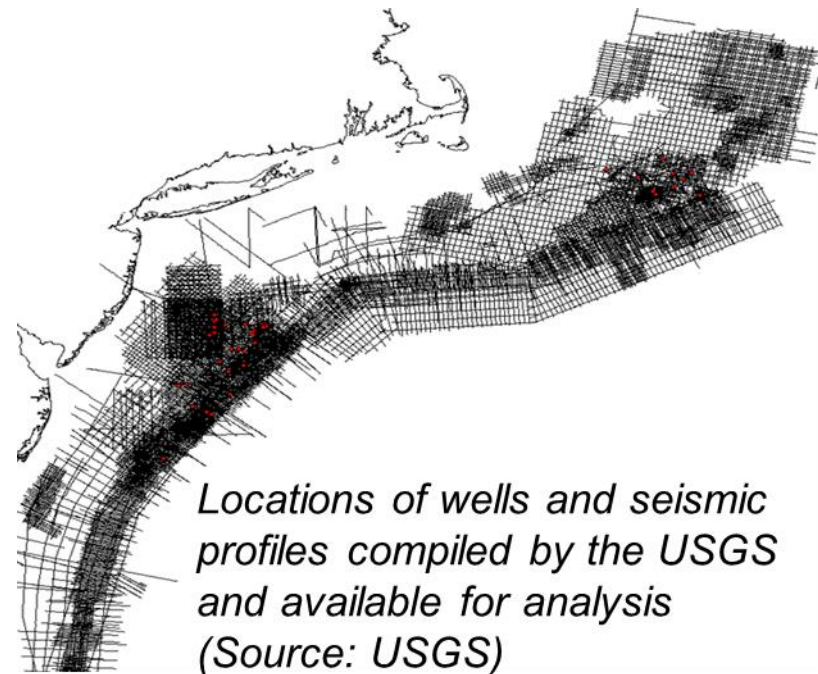 Locations of wells and seismic
profiles compiled by the USGS
and available for analysis
(Source: USGS)